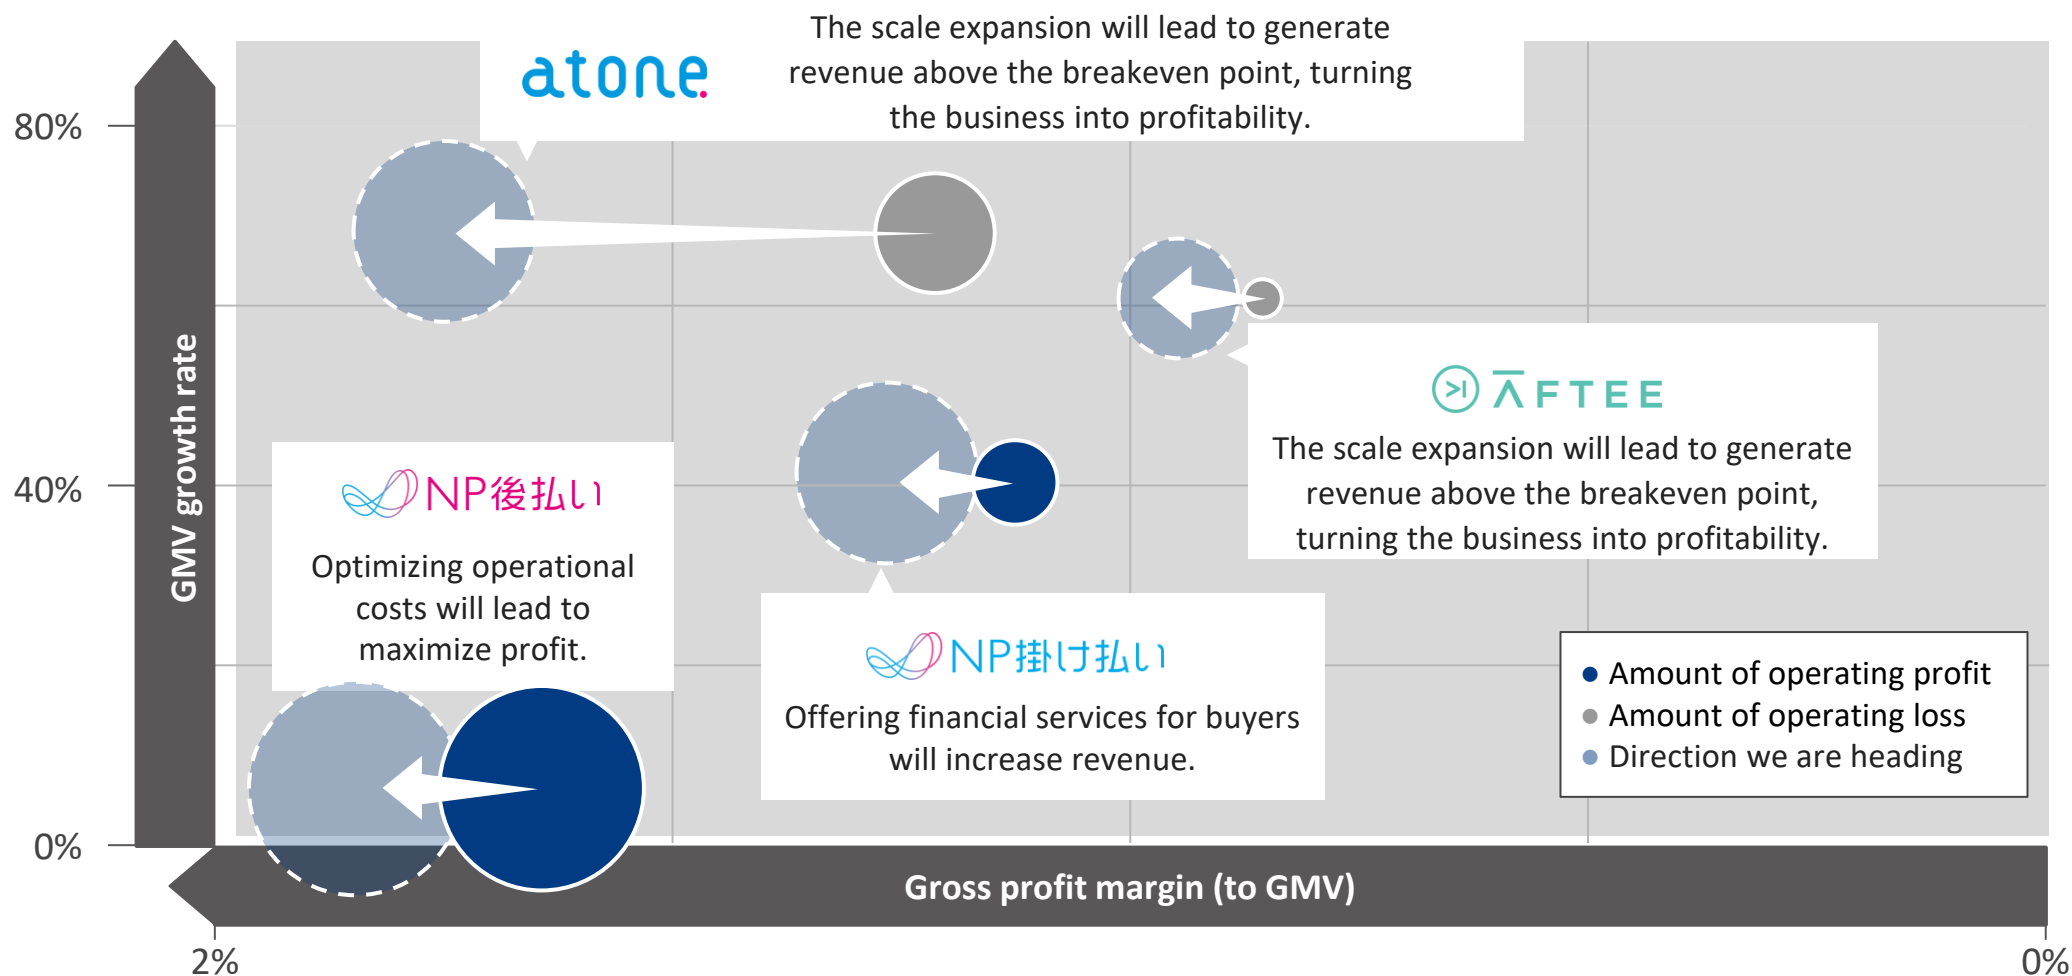 atone.
The scale expansion will lead to generate
revenue above the breakeven point, turning
the business into profitability.
80%
40%
0%
GMV growth rate
AFTEE
The scale expansion will lead to generate
revenue above the breakeven point,
turning the business into profitability.
NP後払い
Optimizing operational
costs will lead to
maximize profit.
NP掛け払い
Offering financial services for buyers
will increase revenue.
Amount of operating profit
Amount of operating loss
Direction we are heading
Gross profit margin (to GMV)
2%
0%